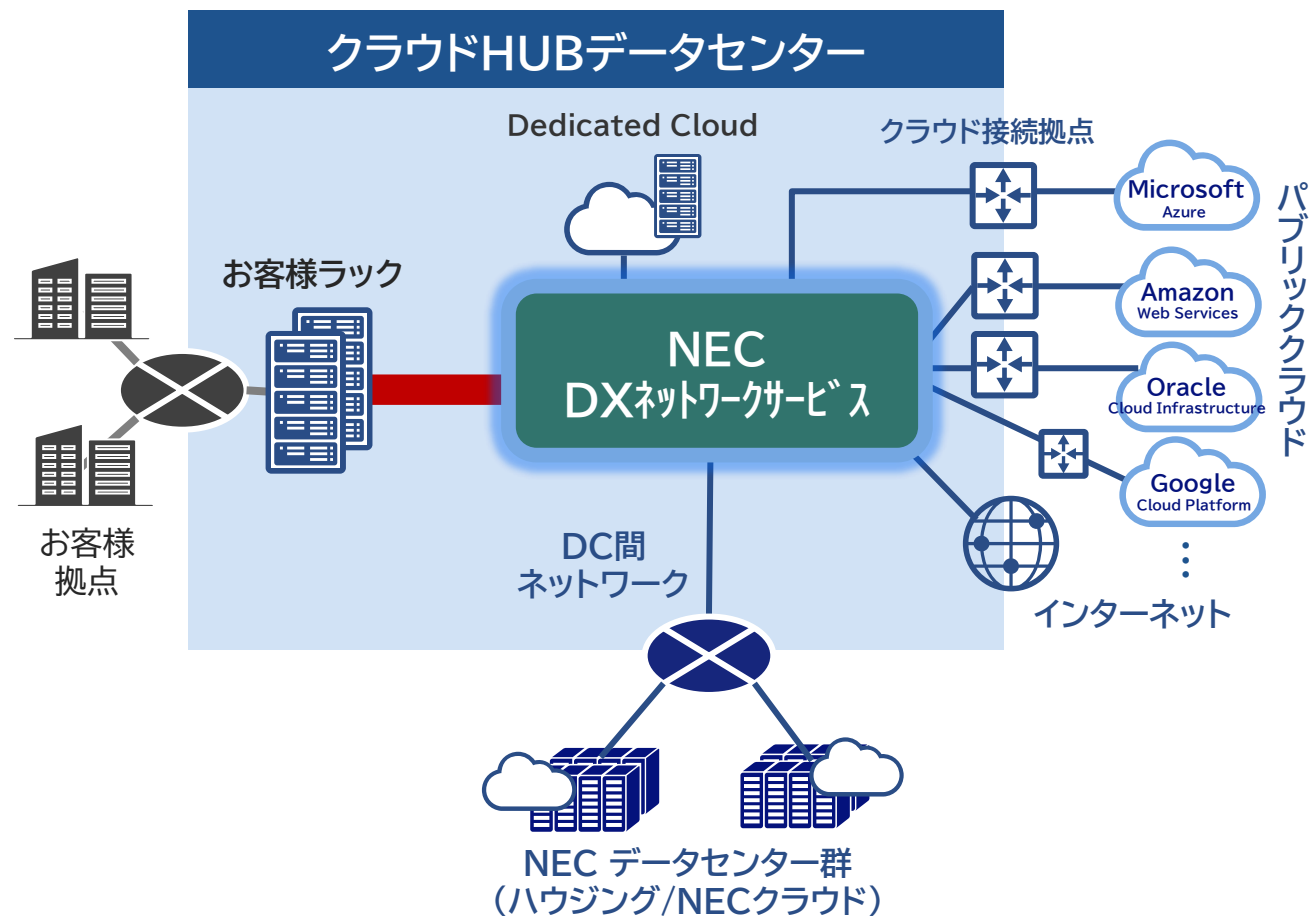 クラウドHUBデータセンター
Dedicated Cloud
クラウド接続拠点
Microsoft
Azure
パブリッククラウド
お客様ラック
Amazon
Web Services
NEC
DXネットワークサービス
Oracle
Cloud Infrastructure
Google
Cloud Platform
⋮
お客様
拠点
DC間
ネットワーク
インターネット
NEC データセンター群
(ハウジング/NECクラウド)